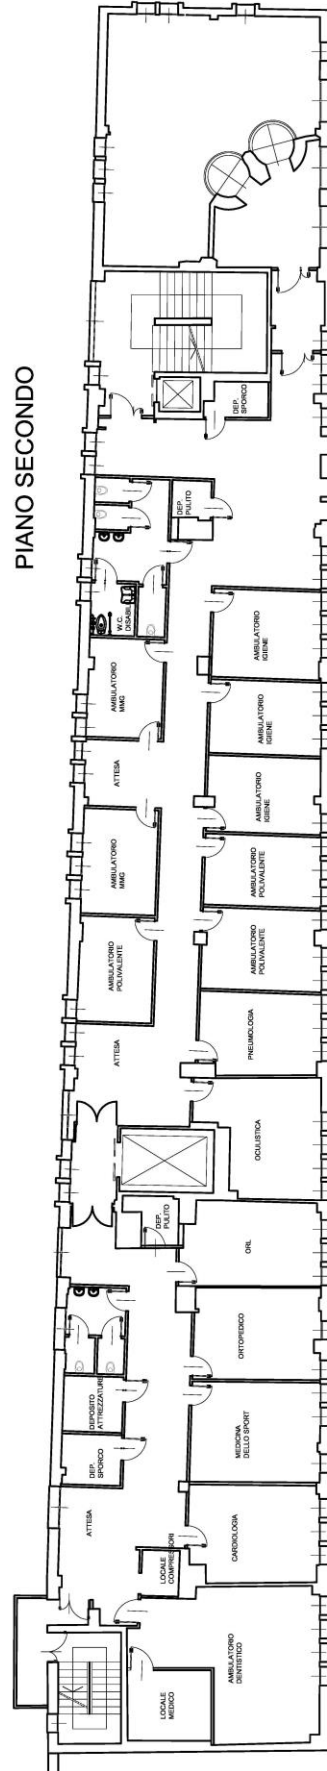 PIANO SECONDO
DEP.
SPORCO
DEP.
PULITO
W.C.
DISABILI
AMBULATORIO
MMG
ATTESA
AMBULATORIO
MMG
AMBULATORIO
POLIVALENTE
ATTESA
AMBULATORIO
IGIENE
AMBULATORIO
IGIENE
AMBULATORIO
IGIENE
AMBULATORIO
POLIVALENTE
AMBULATORIO
POLIVALENTE
PNEUMOLOGIA
OCULISTICA
DEP.
PULITO
ORL
ORTOPEDICO
DEPOSITO
ATTREZZATURE
DEP.
SPORCO
MEDICINA
DELLO SPORT
ATTESA
CARDIOLOGIA
LOCALE
COMPRESSORI
AMBULATORIO
DENTISTICO
LOCALE
MEDICO